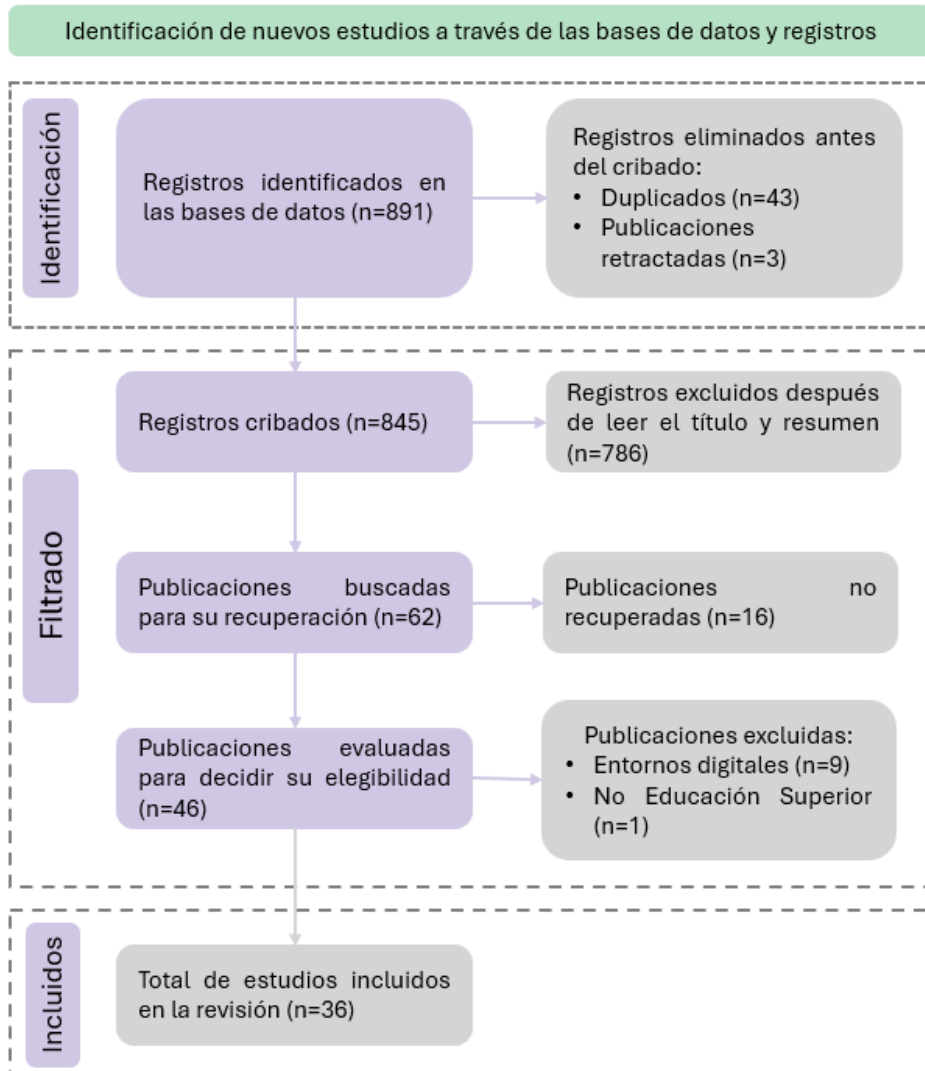 Identificación de nuevos estudios a través de las bases de datos y registros
Identificación
Registros identificados en
las bases de datos (n=891)
Registros eliminados antes
del cribado:
• Duplicados (n=43)
• Publicaciones
retractadas (n=3)
Filtrado
Registros cribados (n=845)
Registros excluidos después
de leer el título y resumen
(n=786)
Publicaciones buscadas
para su recuperación (n=62)
Publicaciones no
recuperadas (n=16)
Publicaciones evaluadas
para decidir su elegibilidad
(n=46)
Publicaciones excluidas:
• Entornos digitales (n=9)
• No Educación Superior
(n=1)
Incluidos
Total de estudios incluidos
en la revisión (n=36)